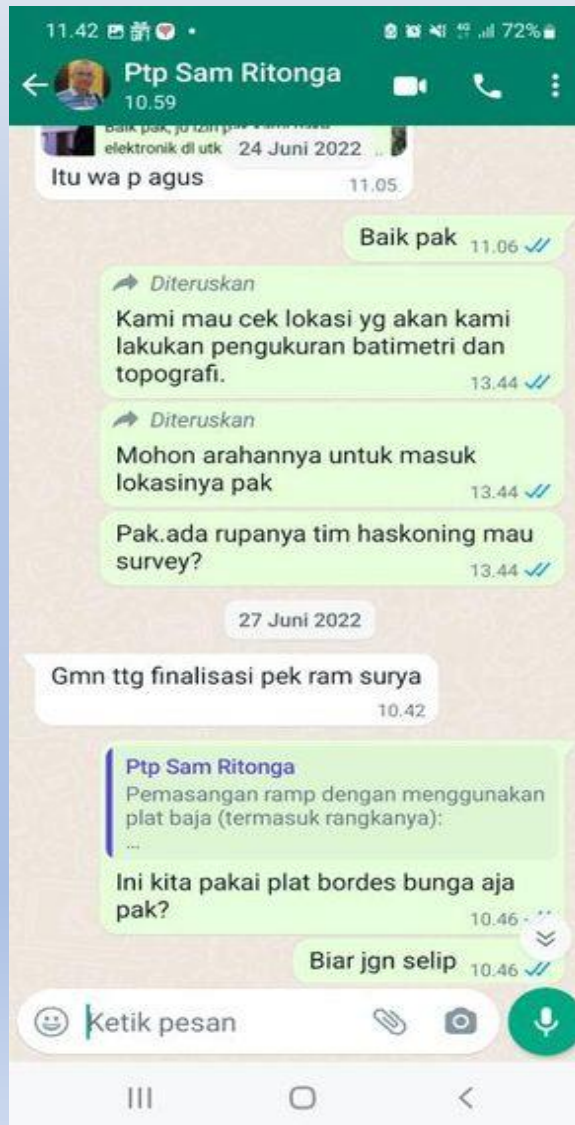 11.42
72%
Ptp Sam Ritonga
10.59
elektronik dl utk
24 Juni 2022
Itu wa p agus
11.05
Baik pak 11.06
Diteruskan
Kami mau cek lokasi yg akan kami
lakukan pengukuran batimetri dan
topografi.
13.44
Diteruskan
Mohon arahannya untuk masuk
lokasinya pak
13.44
Pak.ada rupanya tim haskoning mau
survey?
13.44
27 Juni 2022
Gmn ttg finalisasi pek ram surya
10.42
Ptp Sam Ritonga
Pemasangan ramp dengan menggunakan
plat baja (termasuk rangkanya):
...
Ini kita pakai plat bordes bunga aja
pak?
10.46
Biar jgn selip 10.46
Ketik pesan